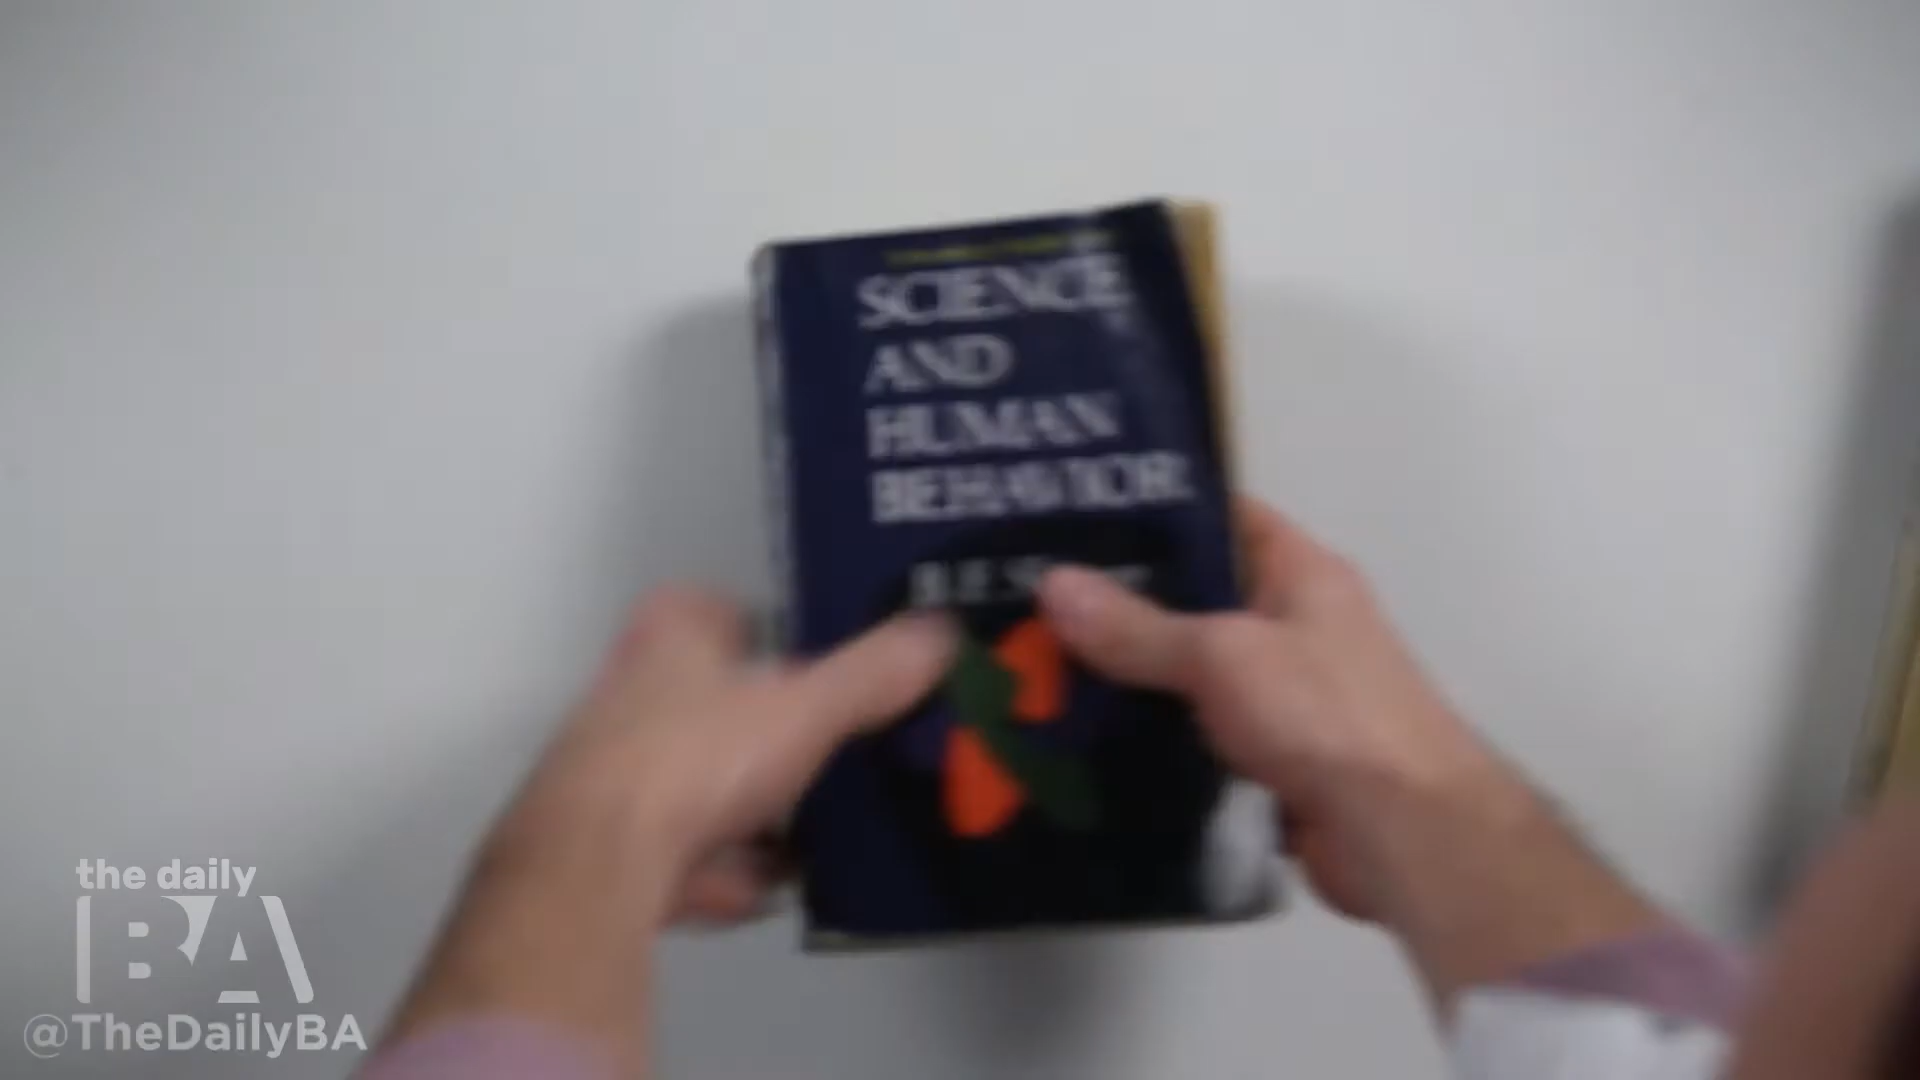 SCIENCE
AND
HUMAN
BEHAVIOR
B. F.
the daily
BA
@TheDailyBA